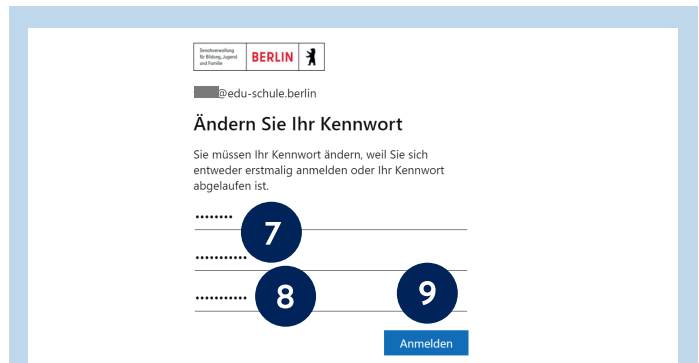 Senatsverwaltung
für Bildung, Jugend
und Familie
BERLIN
@edu-schule.berlin
Ändern Sie Ihr Kennwort
Sie müssen Ihr Kennwort ändern, weil Sie sich
entweder erstmalig anmelden oder Ihr Kennwort
abgelaufen ist.
7
8
9
Anmelden